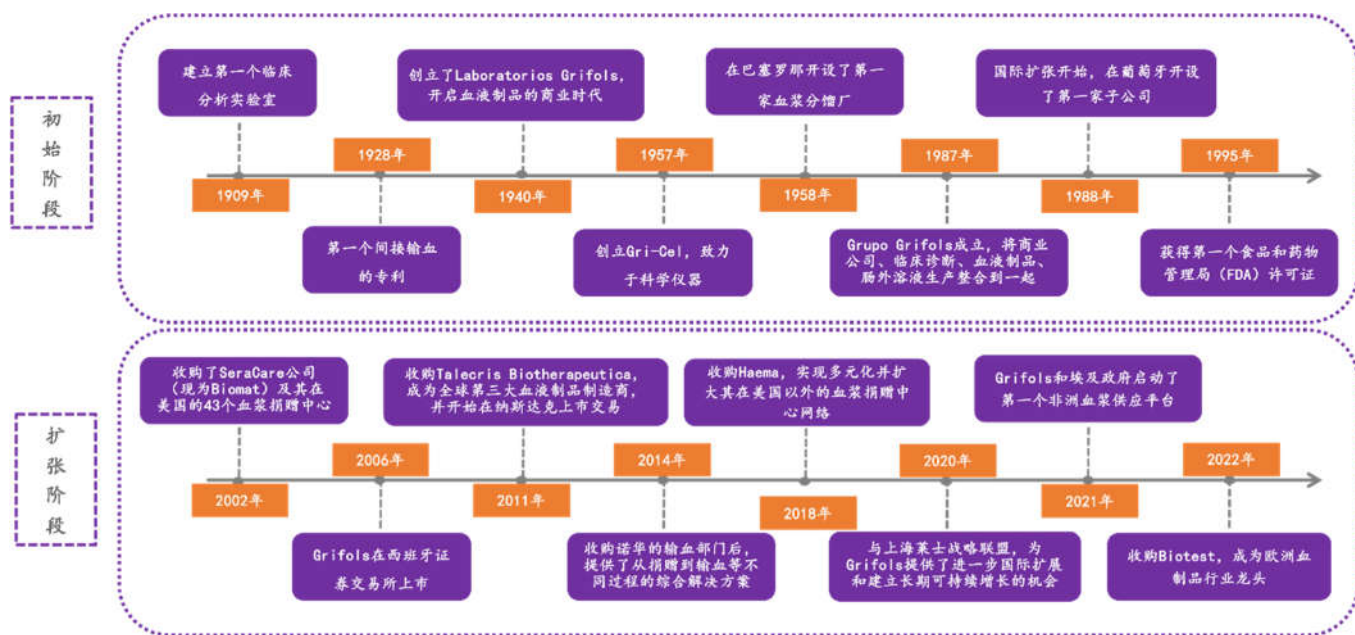 初
始
阶
段
建立第一个临床
分析实验室
创立了Laboratorios Grifols,
开启血液制品的商业时代
在巴塞罗那开设了第一
家血浆分馏厂
国际扩张开始，在葡萄牙开设
了第一家子公司
1928年
1957年
1987年
1995年
1909年
1940年
1958年
1988年
第一个间接输血
的专利
创立Gri-Cel，致力
于科学仪器
Grupo Grifols成立，将商业
公司、临床诊断、血液制品、
肠外溶液生产整合到一起
获得第一个食品和药物
管理局（FDA）许可证
扩
张
阶
段
收购了SeraCare公司
（现为Biomat）及其在
美国的43个血浆捐赠中心
收购Talecris Biotherapeutica,
成为全球第三大血液制品制造商，
并开始在纳斯达克上市交易
收购Haema，实现多元化并扩
大其在美国以外的血浆捐赠中
心网络
Grifols和埃及政府启动了
第一个非洲血浆供应平台
2006年
2014年
2020年
2022年
2002年
2011年
2018年
2021年
Grifols在西班牙证
券交易所上市
收购诺华的输血部门后，
提供了从捐赠到输血等不
同过程的综合解决方案
与上海莱士战略联盟，为
Grifols提供了进一步国际扩展
和建立长期可持续增长的机会
收购Biotest，成为欧洲血
制品行业龙头